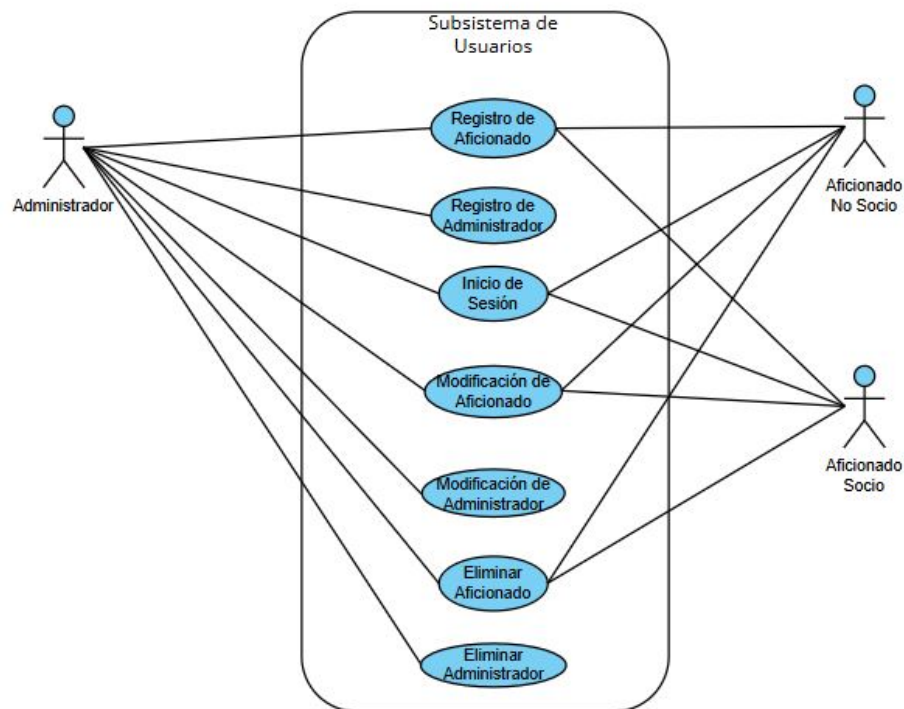 Subsistema de
Usuarios
Registro de
Aficionado
Administrador
Aficionado
No Socio
Registro de
Administrador
Inicio de
Sesión
Modificación de
Aficionado
Aficionado
Socio
Modificación de
Administrador
Eliminar
Aficionado
Eliminar
Administrador